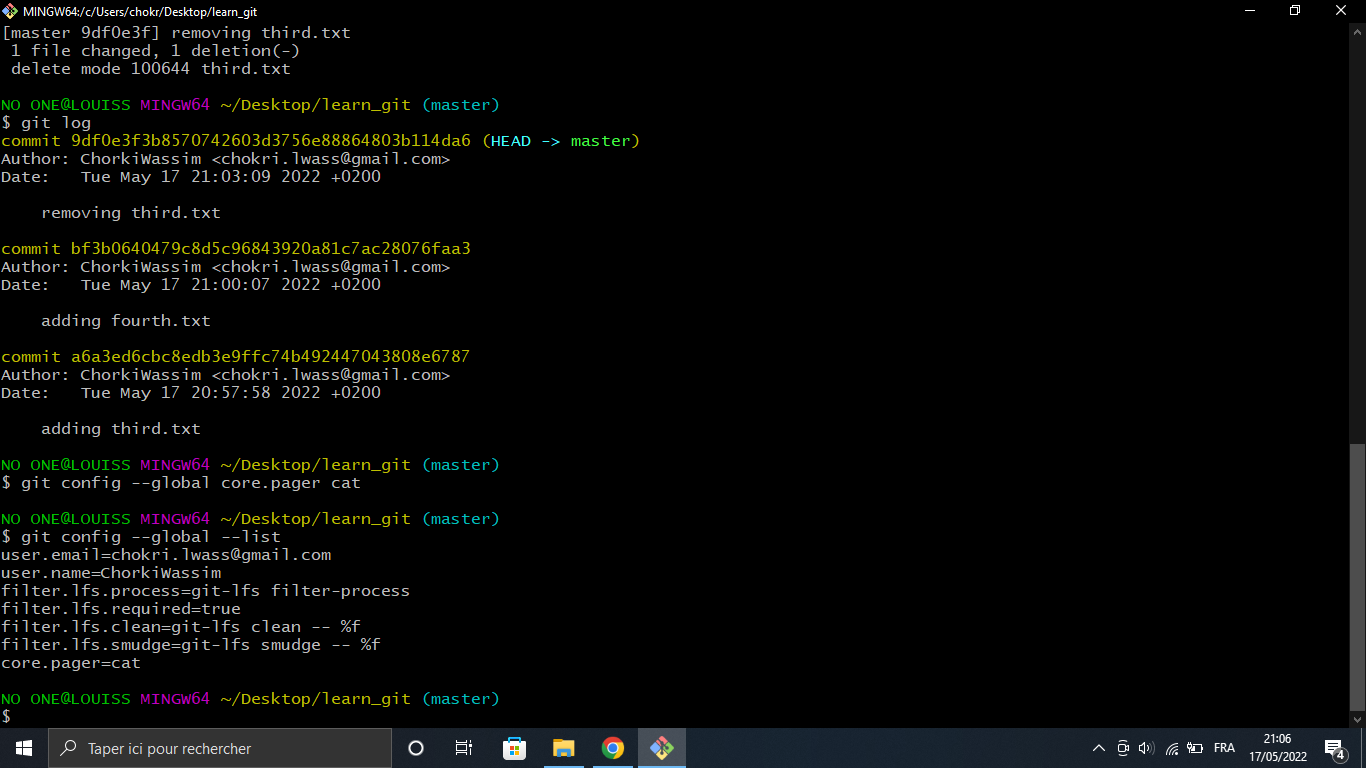 MINGW64:/c/Users/chokr/Desktop/learn_git
[master 9df0e3f] removing third.txt
 1 file changed, 1 deletion(-)
 delete mode 100644 third.txt
NO ONE@LOUISS MINGW64 ~/Desktop/learn_git (master)
$ git log
commit 9df0e3f3b8570742603d3756e88864803b114da6 (HEAD -> master)
Author: ChorkiWassim <chokri.lwass@gmail.com>
Date:   Tue May 17 21:03:09 2022 +0200
    removing third.txt
commit bf3b0640479c8d5c96843920a81c7ac28076faa3
Author: ChorkiWassim <chokri.lwass@gmail.com>
Date:   Tue May 17 21:00:07 2022 +0200
    adding fourth.txt
commit a6a3ed6cbc8edb3e9ffc74b492447043808e6787
Author: ChorkiWassim <chokri.lwass@gmail.com>
Date:   Tue May 17 20:57:58 2022 +0200
    adding third.txt
NO ONE@LOUISS MINGW64 ~/Desktop/learn_git (master)
$ git config --global core.pager cat
NO ONE@LOUISS MINGW64 ~/Desktop/learn_git (master)
$ git config --global --list
user.email=chokri.lwass@gmail.com
user.name=ChorkiWassim
filter.lfs.process=git-lfs filter-process
filter.lfs.required=true
filter.lfs.clean=git-lfs clean -- %f
filter.lfs.smudge=git-lfs smudge -- %f
core.pager=cat
NO ONE@LOUISS MINGW64 ~/Desktop/learn_git (master)
$
Taper ici pour rechercher
FRA
21:06
17/05/2022
4